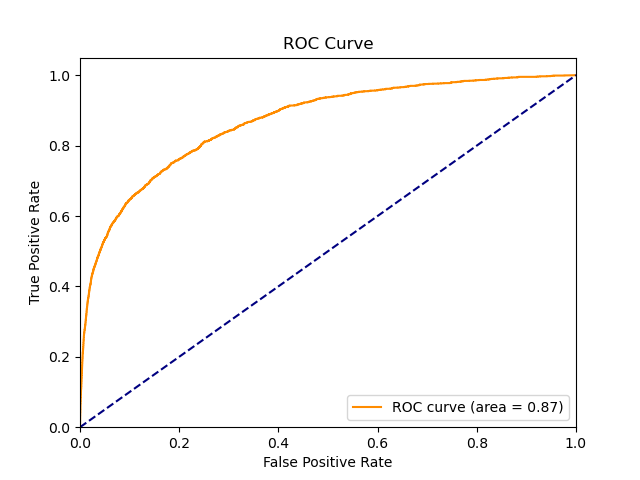 ROC Curve
1.0
0.8
0.6
0.4
0.2
0.0
True Positive Rate
ROC curve (area = 0.87)
0.0 0.2 0.4 0.6 0.8 1.0
False Positive Rate